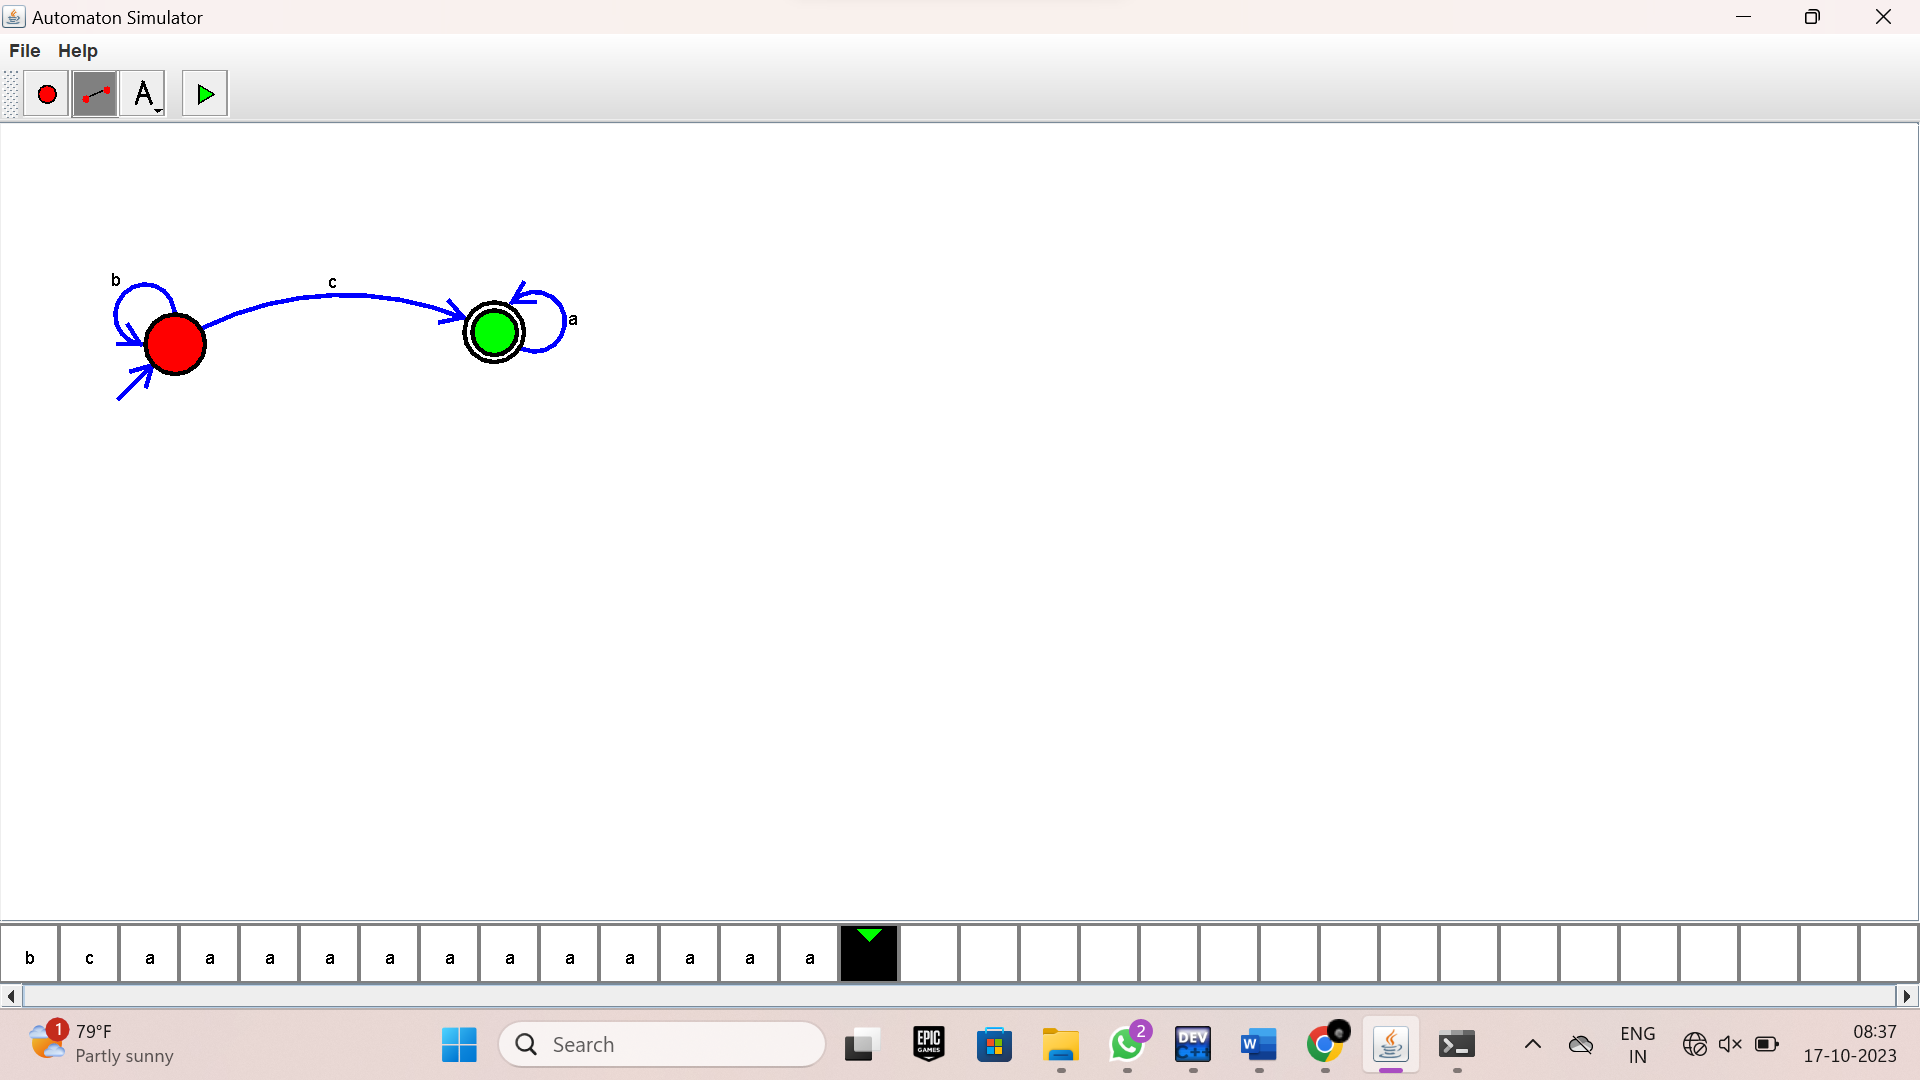 Automaton Simulator
File Help
A
b
c
a
b c a a a a a a a a a a a a
1
79°F
Partly sunny
Search
EPIC
GAMES
2
DEV
C++
W
ENG
IN
08:37
17-10-2023